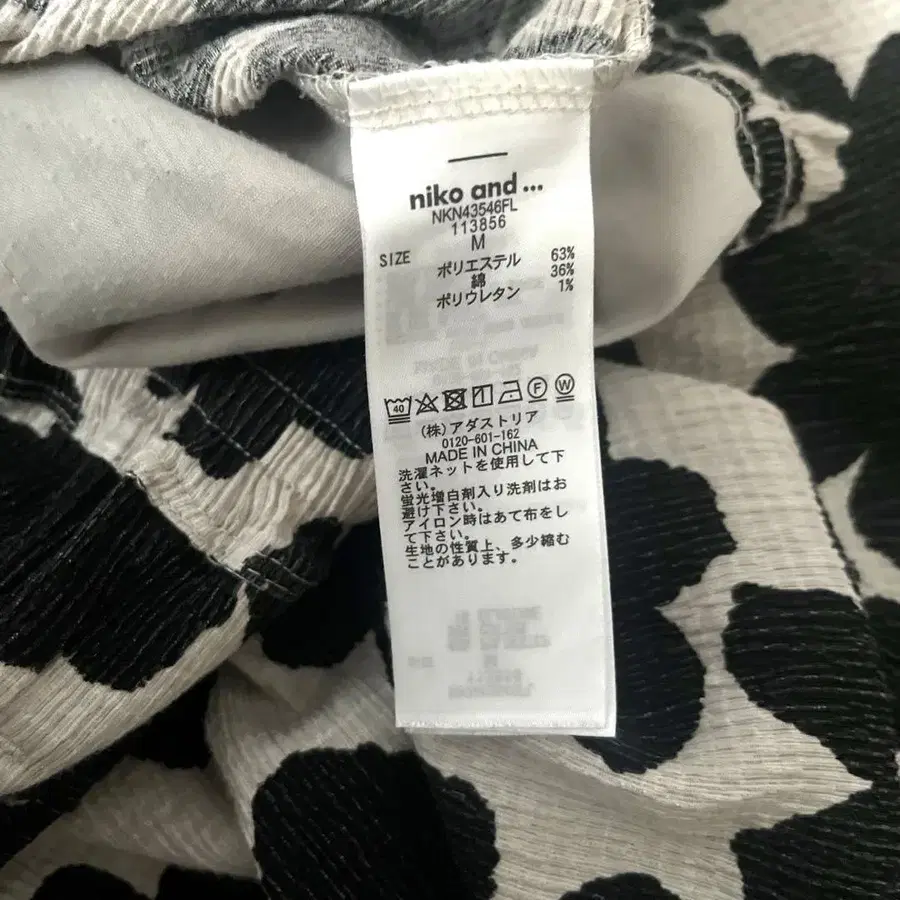 niko and ...
NKN43546FL
113856
SIZE M
ポリエステル 63%
綿 36%
ポリウレタン 1%
40 F W
(株)アダストリア
0120-601-162
MADE IN CHINA
洗濯ネットを使用して下
さい。
蛍光増白剤入り洗剤はお
避け下さい。
アイロン時はあて布をし
て下さい。
生地の性質上、多少縮む
ことがあります。